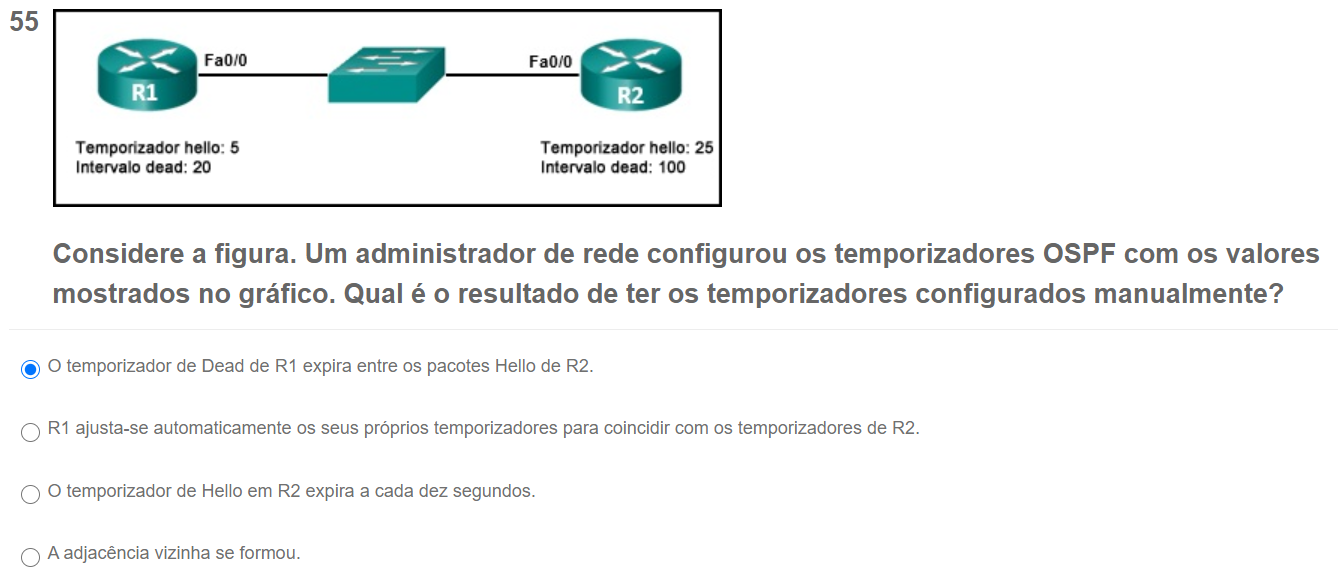 55
Fa0/0
Fa0/0
R1
R2
Temporizador hello: 5
Intervalo dead: 20
Temporizador hello: 25
Intervalo dead: 100
Considere a figura. Um administrador de rede configurou os temporizadores OSPF com os valores
mostrados no gráfico. Qual é o resultado de ter os temporizadores configurados manualmente?
O temporizador de Dead de R1 expira entre os pacotes Hello de R2.
R1 ajusta-se automaticamente os seus próprios temporizadores para coincidir com os temporizadores de R2.
O temporizador de Hello em R2 expira a cada dez segundos.
A adjacência vizinha se formou.